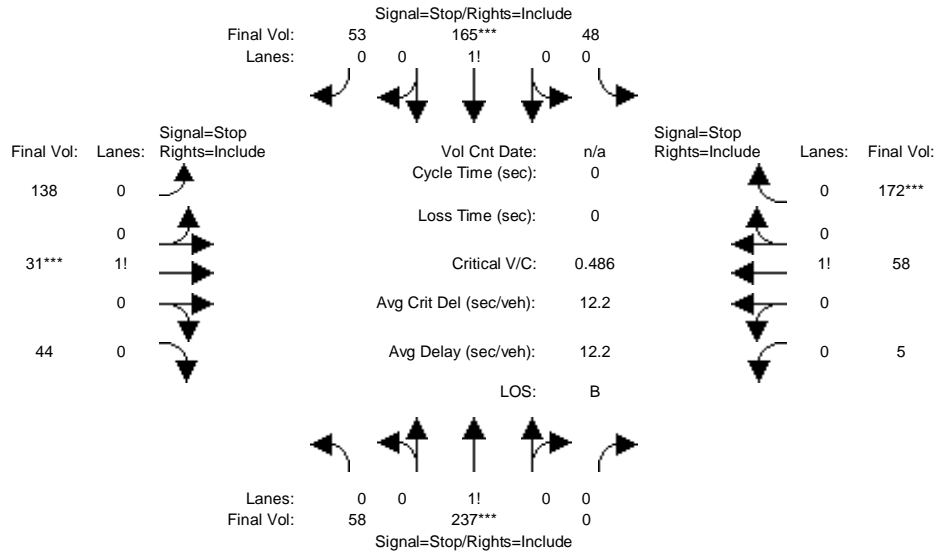 Signal=Stop/Rights=Include
Final Vol: 53 165*** 48
Lanes: 0 0 1! 0 0
Signal=Stop
Final Vol: Lanes: Rights=Include
Vol Cnt Date: n/a
Signal=Stop
Rights=Include Lanes: Final Vol:
Cycle Time (sec): 0
138 0
0 172***
Loss Time (sec): 0
0
0
31*** 1!
Critical V/C: 0.486
1! 58
0
Avg Crit Del (sec/veh): 12.2
0
44 0
Avg Delay (sec/veh): 12.2
0 5
LOS: B
Lanes: 0 0 1! 0 0
Final Vol: 58 237*** 0
Signal=Stop/Rights=Include